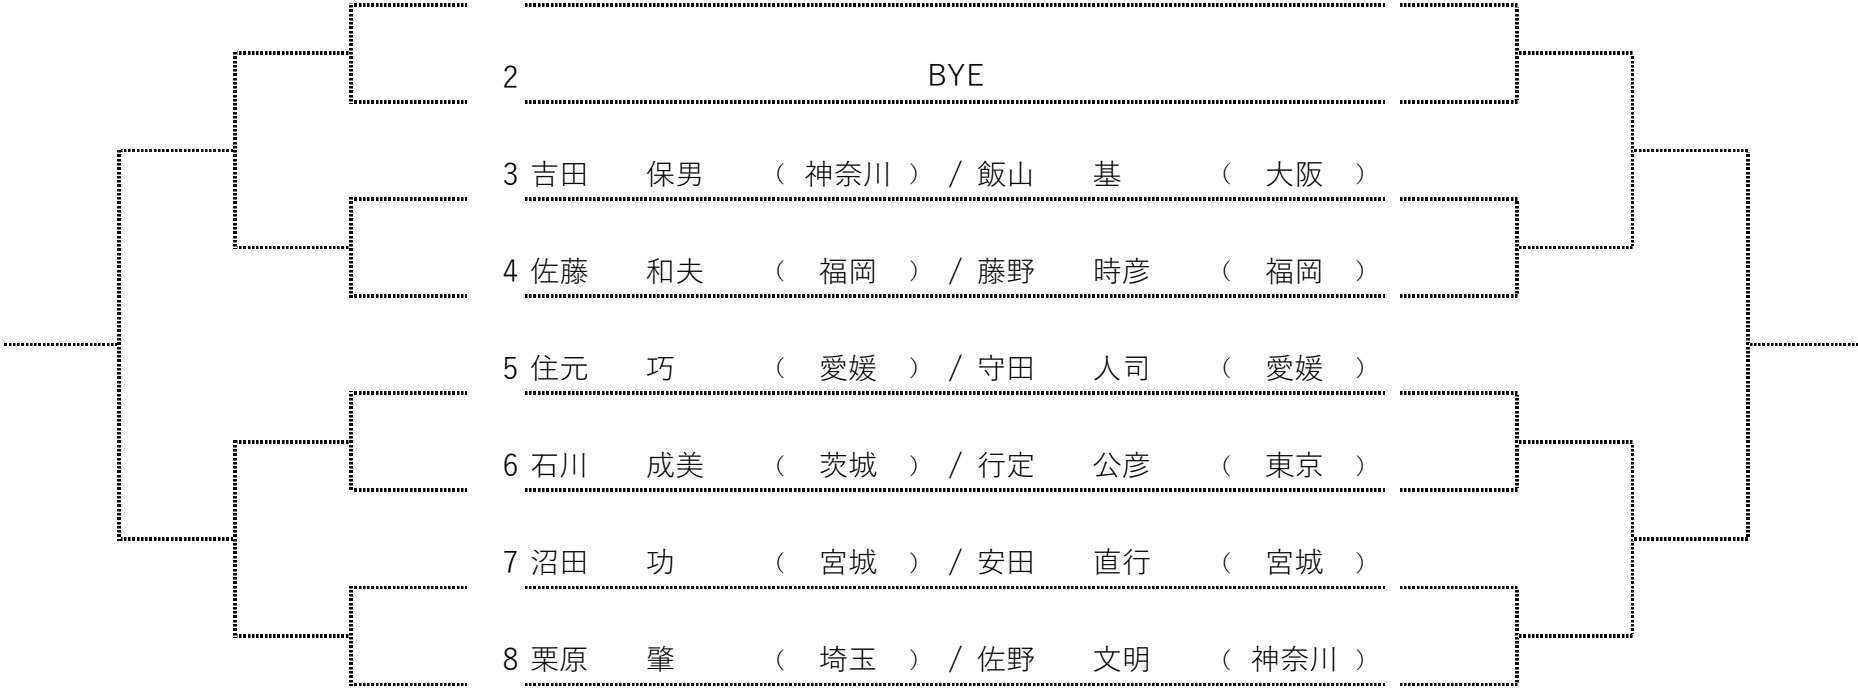 2 BYE
3 吉田 保男 （ 神奈川 ） / 飯山 基 （ 大阪 ）
4 佐藤 和夫 （ 福岡 ） / 藤野 時彦 （ 福岡 ）
5 住元 巧 （ 愛媛 ） / 守田 人司 （ 愛媛 ）
6 石川 成美 （ 茨城 ） / 行定 公彦 （ 東京 ）
7 沼田 功 （ 宮城 ） / 安田 直行 （ 宮城 ）
8 栗原 肇 （ 埼玉 ） / 佐野 文明 （ 神奈川 ）